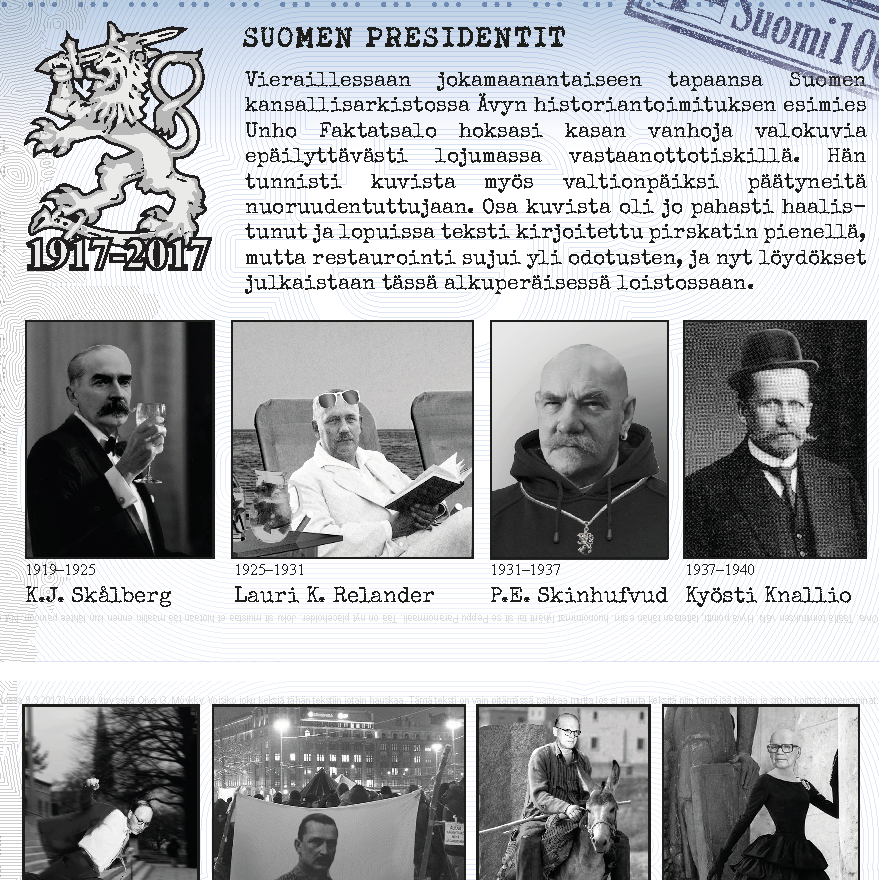 SUOMEN PRESIDENTIT
Suomi100
Vieraillessaan jokamaanantaiseen tapaansa Suomen
kansallisarkistossa Ävyn historiantoimituksen esimies
Unho Faktatsalo hoksasi kasan vanhoja valokuvia
epäilyttävästi lojumassa vastaanottotiskillä. Hän
tunnisti kuvista myös valtionpäiksi päätyneitä
nuoruudentuttujaan. Osa kuvista oli jo pahasti haalis-
tunut ja lopuissa teksti kirjoitettu pirskatin pienellä,
mutta restaurointi sujui yli odotusten, ja nyt löydökset
julkaistaan tässä alkuperäisessä loistossaan.
1917-2017
1919–1925
K.J. Skålberg
1925–1931
Lauri K. Relander
1931–1937
P.E. Skinhufvud
1937–1940
Kyösti Knallio